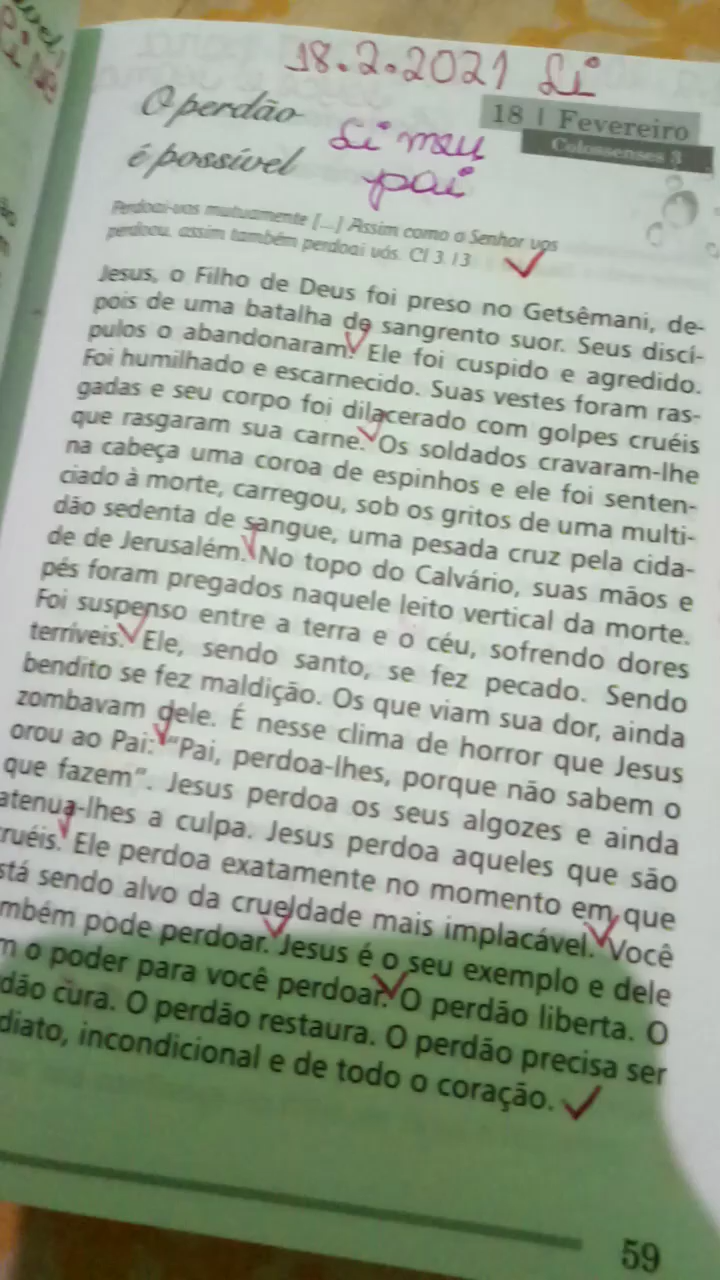 18.2.2021 Li
O perdão
é possível
Li meu
pai
18 | Fevereiro
Colossenses 3
Perdoai-vos mutuamente [...] Assim como o Senhor vos
perdoou, assim também perdoai vós. Cl 3.13
Jesus, o Filho de Deus foi preso no Getsêmani, de-
pois de uma batalha de sangrento suor. Seus discí-
pulos o abandonaram. Ele foi cuspido e agredido.
Foi humilhado e escarnecido. Suas vestes foram ras-
gadas e seu corpo foi dilacerado com golpes cruéis
que rasgaram sua carne. Os soldados cravaram-lhe
na cabeça uma coroa de espinhos e ele foi senten-
ciado à morte, carregou, sob os gritos de uma multi-
dão sedenta de sangue, uma pesada cruz pela cida-
de de Jerusalém. No topo do Calvário, suas mãos e
pés foram pregados naquele leito vertical da morte.
Foi suspenso entre a terra e o céu, sofrendo dores
terríveis. Ele, sendo santo, se fez pecado. Sendo
bendito se fez maldição. Os que viam sua dor, ainda
zombavam dele. É nesse clima de horror que Jesus
orou ao Pai: "Pai, perdoa-lhes, porque não sabem o
que fazem". Jesus perdoa os seus algozes e ainda
atenua-lhes a culpa. Jesus perdoa aqueles que são
ruéis. Ele perdoa exatamente no momento em que
stá sendo alvo da crueldade mais implacável. Você
mbém pode perdoar. Jesus é o seu exemplo e dele
m o poder para você perdoar. O perdão liberta. O
dão cura. O perdão restaura. O perdão precisa ser
diato, incondicional e de todo o coração.
59